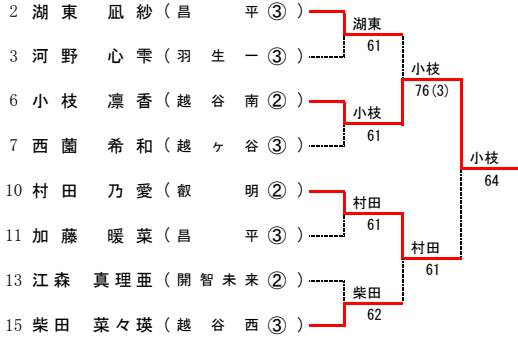 2 湖東 凪紗 ( 昌 平 ③ )
湖東
61
3 河野 心雫 ( 羽生一 ③ )
小枝
76(3)
6 小枝 凛香 ( 越谷南 ② )
小枝
61
7 西薗 希和 ( 越ヶ谷 ③ )
小枝
64
10 村田 乃愛 ( 叡 明 ② )
村田
61
11 加藤 暖菜 ( 昌 平 ③ )
村田
61
13 江森 真理亜 ( 開智未来 ② )
柴田
62
15 柴田 菜々瑛 ( 越谷西 ③ )